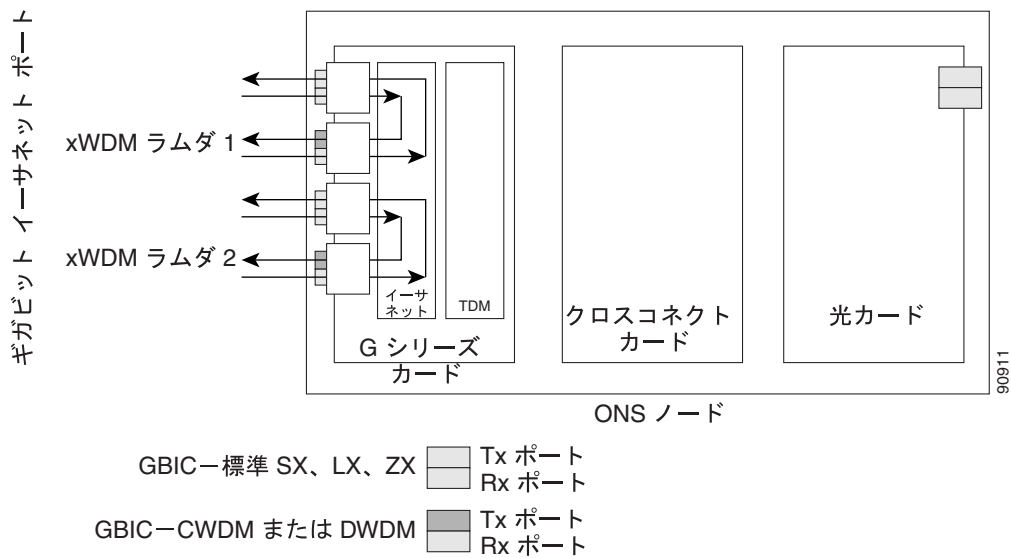 ギガビット イーサネット ポート
xWDM ラムダ 1
xWDM ラムダ 2
イーサ
ネット
TDM
G シリーズ
カード
クロスコネクト
カード
光カード
ONS ノード
90911
GBIC－標準 SX、LX、ZX
Tx ポート
Rx ポート
GBIC－CWDM または DWDM
Tx ポート
Rx ポート